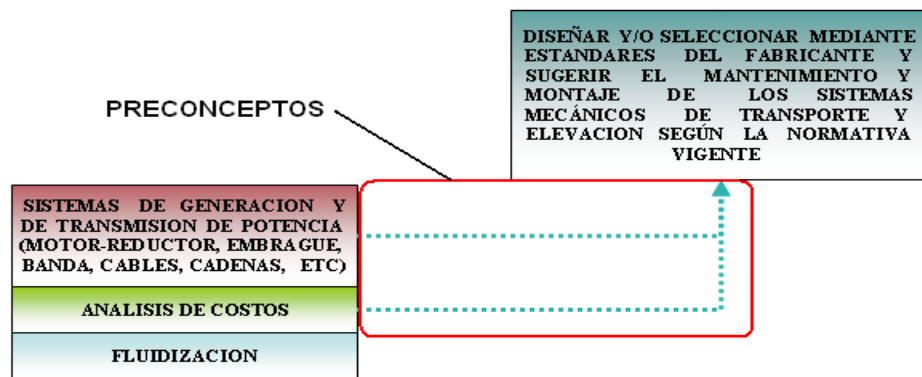 DISEÑAR Y/O SELECCIONAR MEDIANTE
ESTANDARES DEL FABRICANTE Y
SUGERIR EL MANTENIMIENTO Y
MONTAJE DE LOS SISTEMAS
MECÁNICOS DE TRANSPORTE Y
ELEVACION SEGÚN LA NORMATIVA
VIGENTE
PRECONCEPTOS
SISTEMAS DE GENERACION Y
DE TRANSMISION DE POTENCIA
(MOTOR-REDUCTOR, EMBRAGUE,
BANDA, CABLES, CADENAS, ETC)
ANALISIS DE COSTOS
FLUIDIZACION